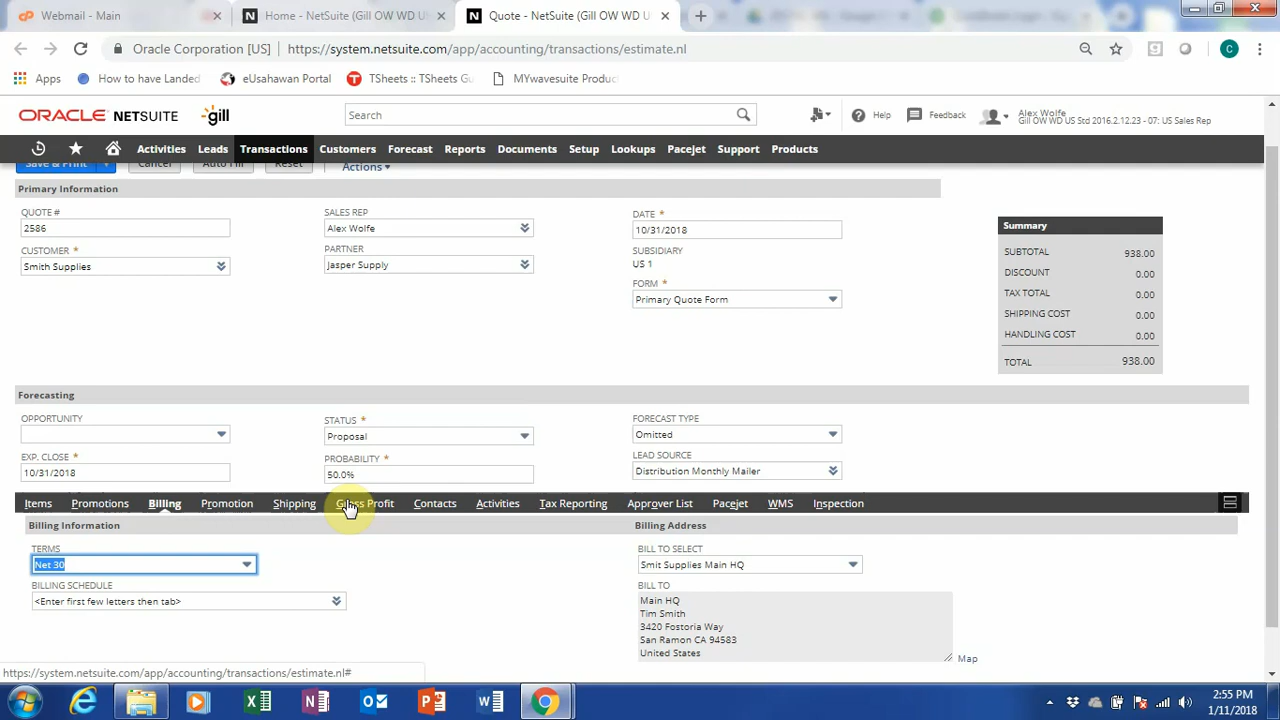 Webmail - Main
Home - NetSuite (Gill OW WD US
Quote - NetSuite (Gill OW WD US
Oracle Corporation [US]
https://system.netsuite.com/app/accounting/transactions/estimate.nl
C
Apps
How to have Landed
eUsahawan Portal
TSheets :: TSheets Gu
MYwavesuite Produc
ORACLE NETSUITE
gill
Search
Help
Feedback
Alex Wolfe
Gill OW WD US Std 2016.2.12.23 - 07: US Sales Rep
Activities Leads Transactions Customers Forecast Reports Documents Setup Lookups Pacejet Support Products
Save & Print Cancel Auto Fill Reset Actions
Primary Information
QUOTE #
2586
CUSTOMER *
Smith Supplies
SALES REP
Alex Wolfe
PARTNER
Jasper Supply
DATE *
10/31/2018
SUBSIDIARY
US 1
FORM *
Primary Quote Form
Summary
SUBTOTAL 938.00
DISCOUNT 0.00
TAX TOTAL 0.00
SHIPPING COST 0.00
HANDLING COST 0.00
TOTAL 938.00
Forecasting
OPPORTUNITY
EXP. CLOSE *
10/31/2018
STATUS *
Proposal
PROBABILITY *
50.0%
FORECAST TYPE
Omitted
LEAD SOURCE
Distribution Monthly Mailer
Items Promotions Billing Promotion Shipping Gross Profit Contacts Activities Tax Reporting Approver List Pacejet WMS Inspection
Billing Information
TERMS
Net 30
BILLING SCHEDULE
<Enter first few letters then tab>
Billing Address
BILL TO SELECT
Smit Supplies Main HQ
BILL TO
Main HQ
Tim Smith
3420 Fostoria Way
San Ramon CA 94583
United States
Map
https://system.netsuite.com/app/accounting/transactions/estimate.nl#
2:55 PM
1/11/2018